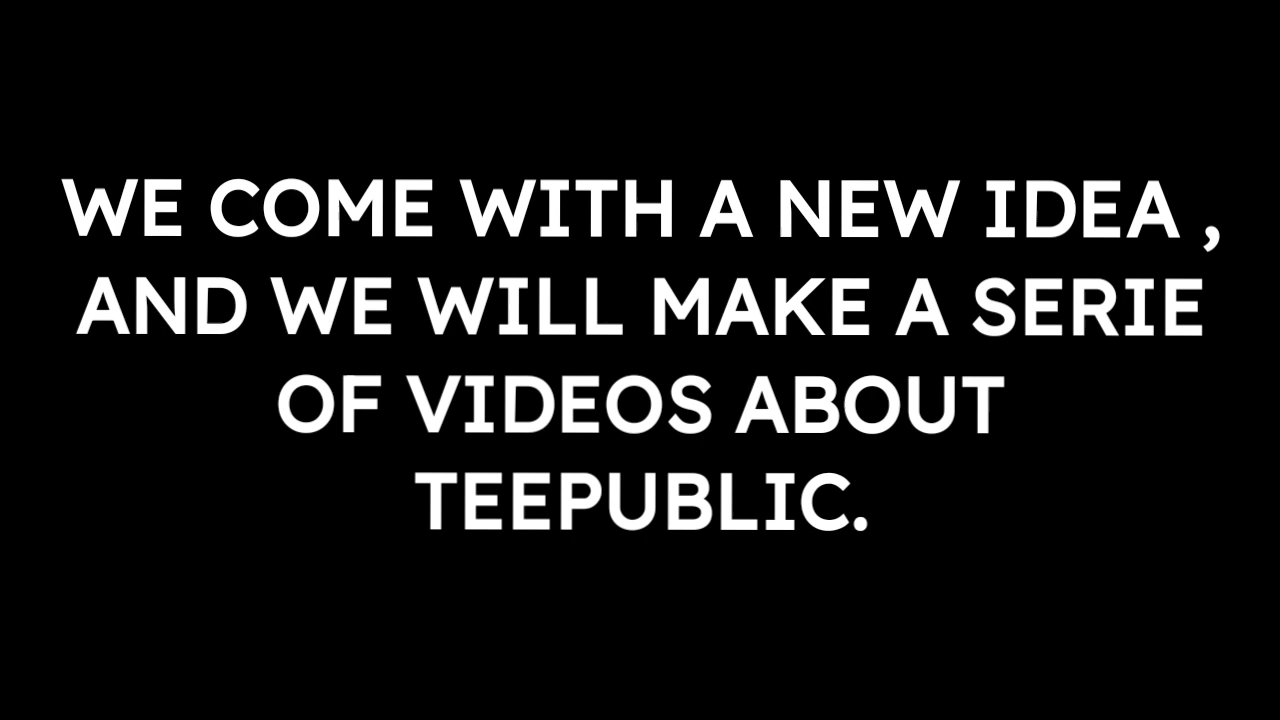 WE COME WITH A NEW IDEA ,
AND WE WILL MAKE A SERIE
OF VIDEOS ABOUT
TEEPUBLIC.